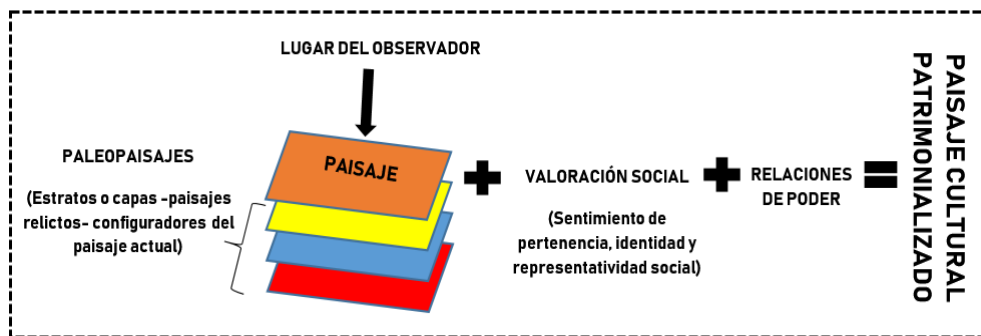 LUGAR DEL OBSERVADOR
PALEOPAISAJES
(Estratos o capas -paisajes
relictos- configuradores del
paisaje actual)
PAISAJE
VALORACIÓN SOCIAL
(Sentimiento de
pertenencia, identidad y
representatividad social)
RELACIONES
DE PODER
PAISAJE CULTURAL
PATRIMONIALIZADO